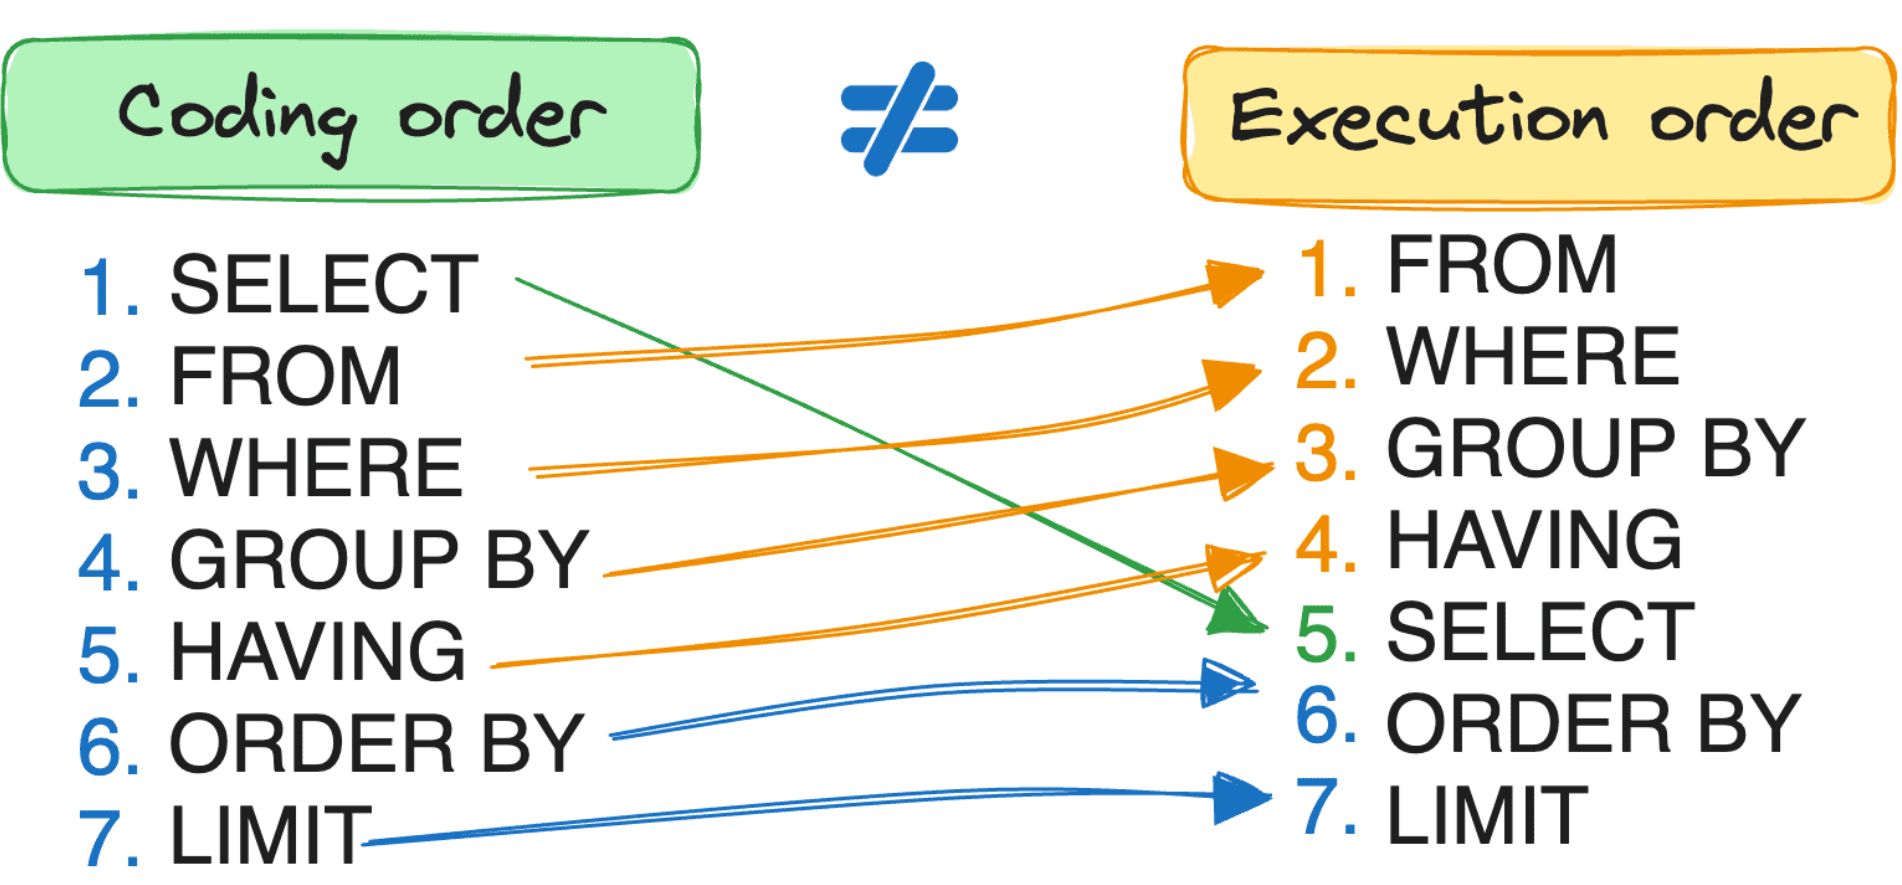 Coding order
≠
Execution order
1. SELECT
2. FROM
3. WHERE
4. GROUP BY
5. HAVING
6. ORDER BY
7. LIMIT
1. FROM
2. WHERE
3. GROUP BY
4. HAVING
5. SELECT
6. ORDER BY
7. LIMIT